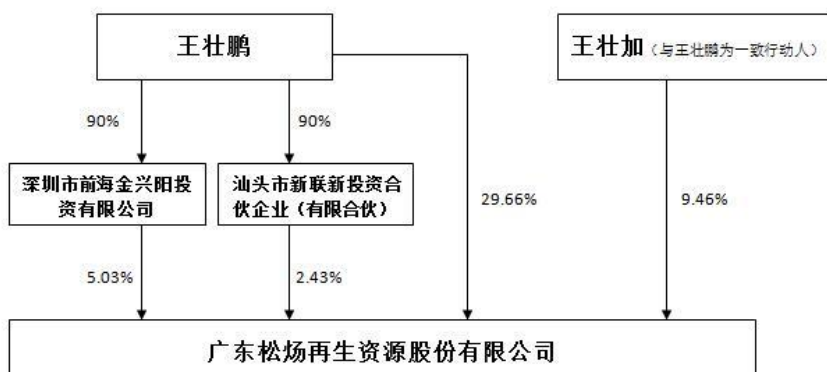 王壮鹏
王壮加（与王壮鹏为一致行动人）
90%
90%
深圳市前海金兴阳投
资有限公司
汕头市新联新投资合
伙企业（有限合伙）
29.66%
9.46%
5.03%
2.43%
广东松炀再生资源股份有限公司